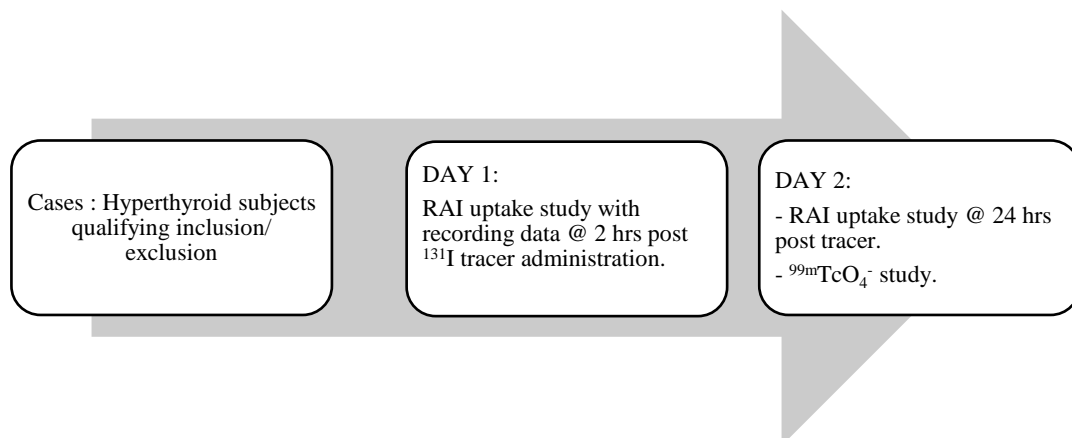 Cases : Hyperthyroid subjects
qualifying inclusion/
exclusion
DAY 1:
RAI uptake study with
recording data @ 2 hrs post
¹³¹I tracer administration.
DAY 2:
- RAI uptake study @ 24 hrs
post tracer.
- ⁹⁹ᵐTcO₄⁻ study.